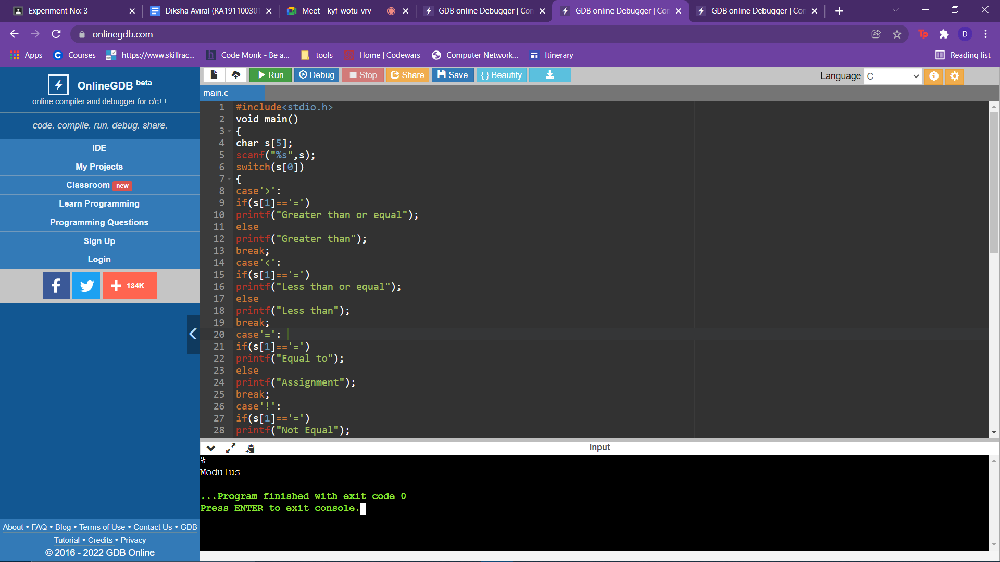 Experiment No: 3
Diksha Aviral (RA191100301
Meet - kyf-wotu-vrv
GDB online Debugger | Con
GDB online Debugger | Con
GDB online Debugger | Con
onlinegdb.com
Tp
D
Apps
C Courses
https://www.skillrac...
h Code Monk - Be a...
tools
Home | Codewars
Computer Network...
Itinerary
Reading list
OnlineGDB beta
online compiler and debugger for c/c++
code. compile. run. debug. share.
IDE
My Projects
Classroom new
Learn Programming
Programming Questions
Sign Up
Login
f
134K
About • FAQ • Blog • Terms of Use • Contact Us • GDB
Tutorial • Credits • Privacy
© 2016 - 2022 GDB Online
Run
Debug
Stop
Share
Save
{ } Beautify
Language C
main.c
1 #include<stdio.h>
2 void main()
3 {
4 char s[5];
5 scanf("%s",s);
6 switch(s[0])
7 {
8 case'>':
9 if(s[1]=='=')
10 printf("Greater than or equal");
11 else
12 printf("Greater than");
13 break;
14 case'<':
15 if(s[1]=='=')
16 printf("Less than or equal");
17 else
18 printf("Less than");
19 break;
20 case'=':
21 if(s[1]=='=')
22 printf("Equal to");
23 else
24 printf("Assignment");
25 break;
26 case'!':
27 if(s[1]=='=')
28 printf("Not Equal");
input
%
Modulus
...Program finished with exit code 0
Press ENTER to exit console.